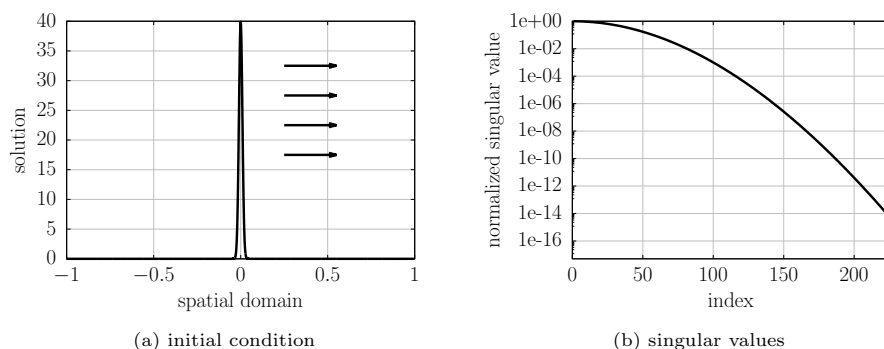 40
35
30
25
20
15
10
5
0
solution
−1
−0.5
0
0.5
1
spatial domain
(a) initial condition
1e+00
1e-02
1e-04
1e-06
1e-08
1e-10
1e-12
1e-14
1e-16
normalized singular value
0
50
100
150
200
index
(b) singular values